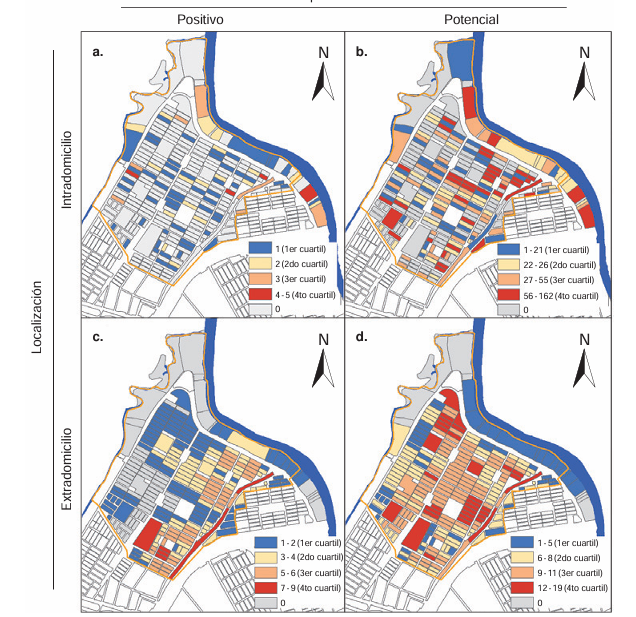 Positivo
Potencial
Localización
Intradomicilio
Extradomicilio
a.
N
1 (1er cuartil)
2 (2do cuartil)
3 (3er cuartil)
4 - 5 (4to cuartil)
0
b.
N
1 - 21 (1er cuartil)
22 - 26 (2do cuartil)
27 - 55 (3er cuartil)
56 - 162 (4to cuartil)
0
c.
N
1 - 2 (1er cuartil)
3 - 4 (2do cuartil)
5 - 6 (3er cuartil)
7 - 9 (4to cuartil)
0
d.
N
1 - 5 (1er cuartil)
6 - 8 (2do cuartil)
9 - 11 (3er cuartil)
12 - 19 (4to cuartil)
0